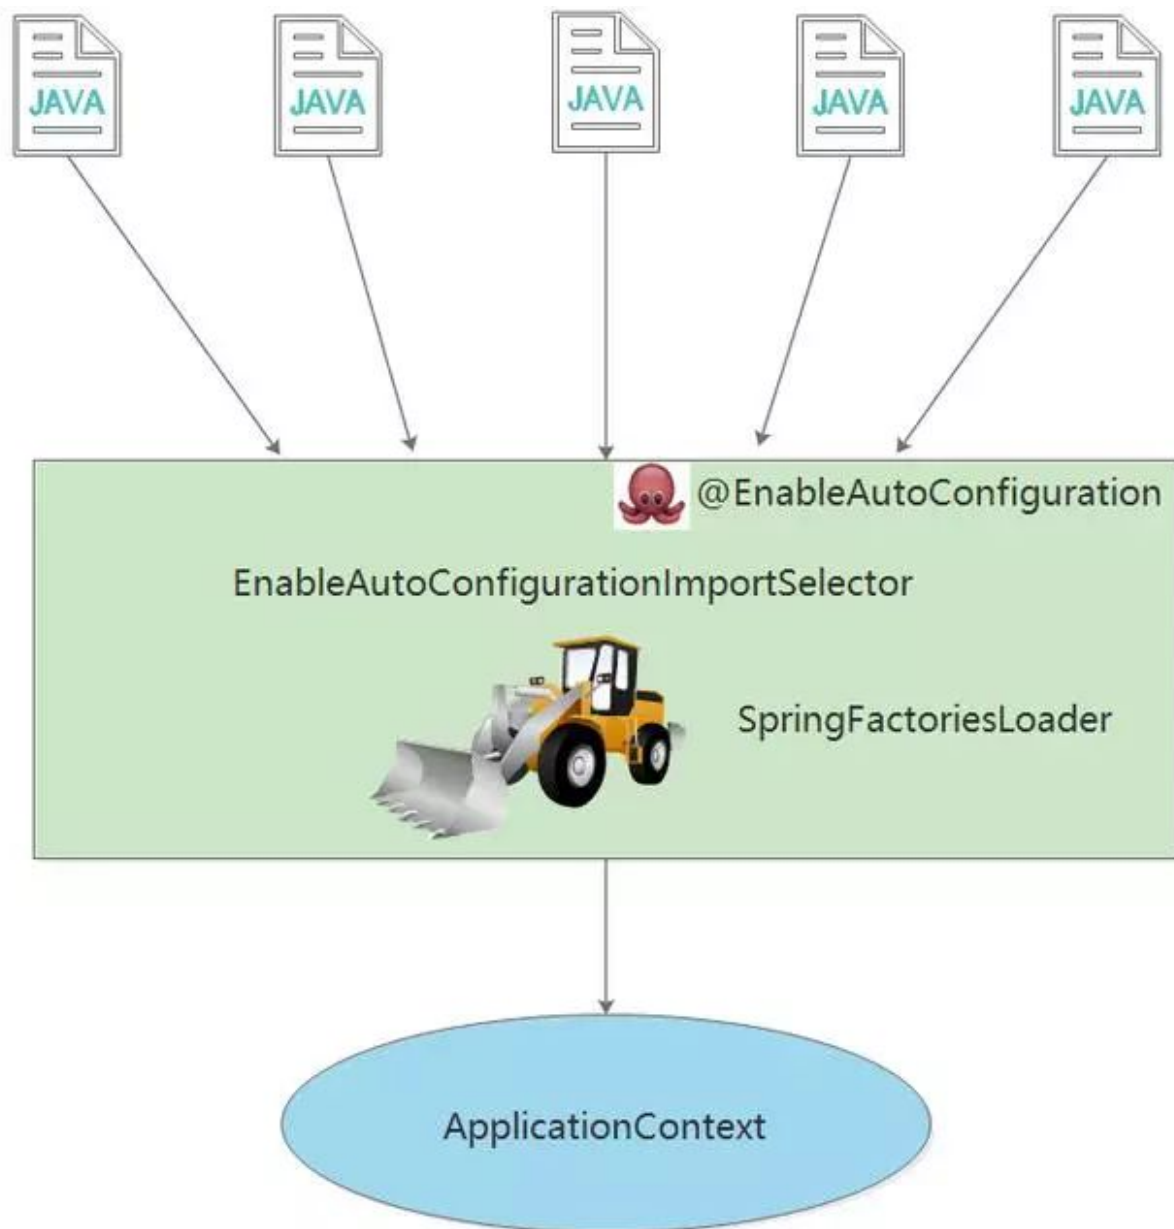 JAVA
JAVA
JAVA
JAVA
JAVA
@EnableAutoConfiguration
EnableAutoConfigurationImportSelector
SpringFactoriesLoader
ApplicationContext